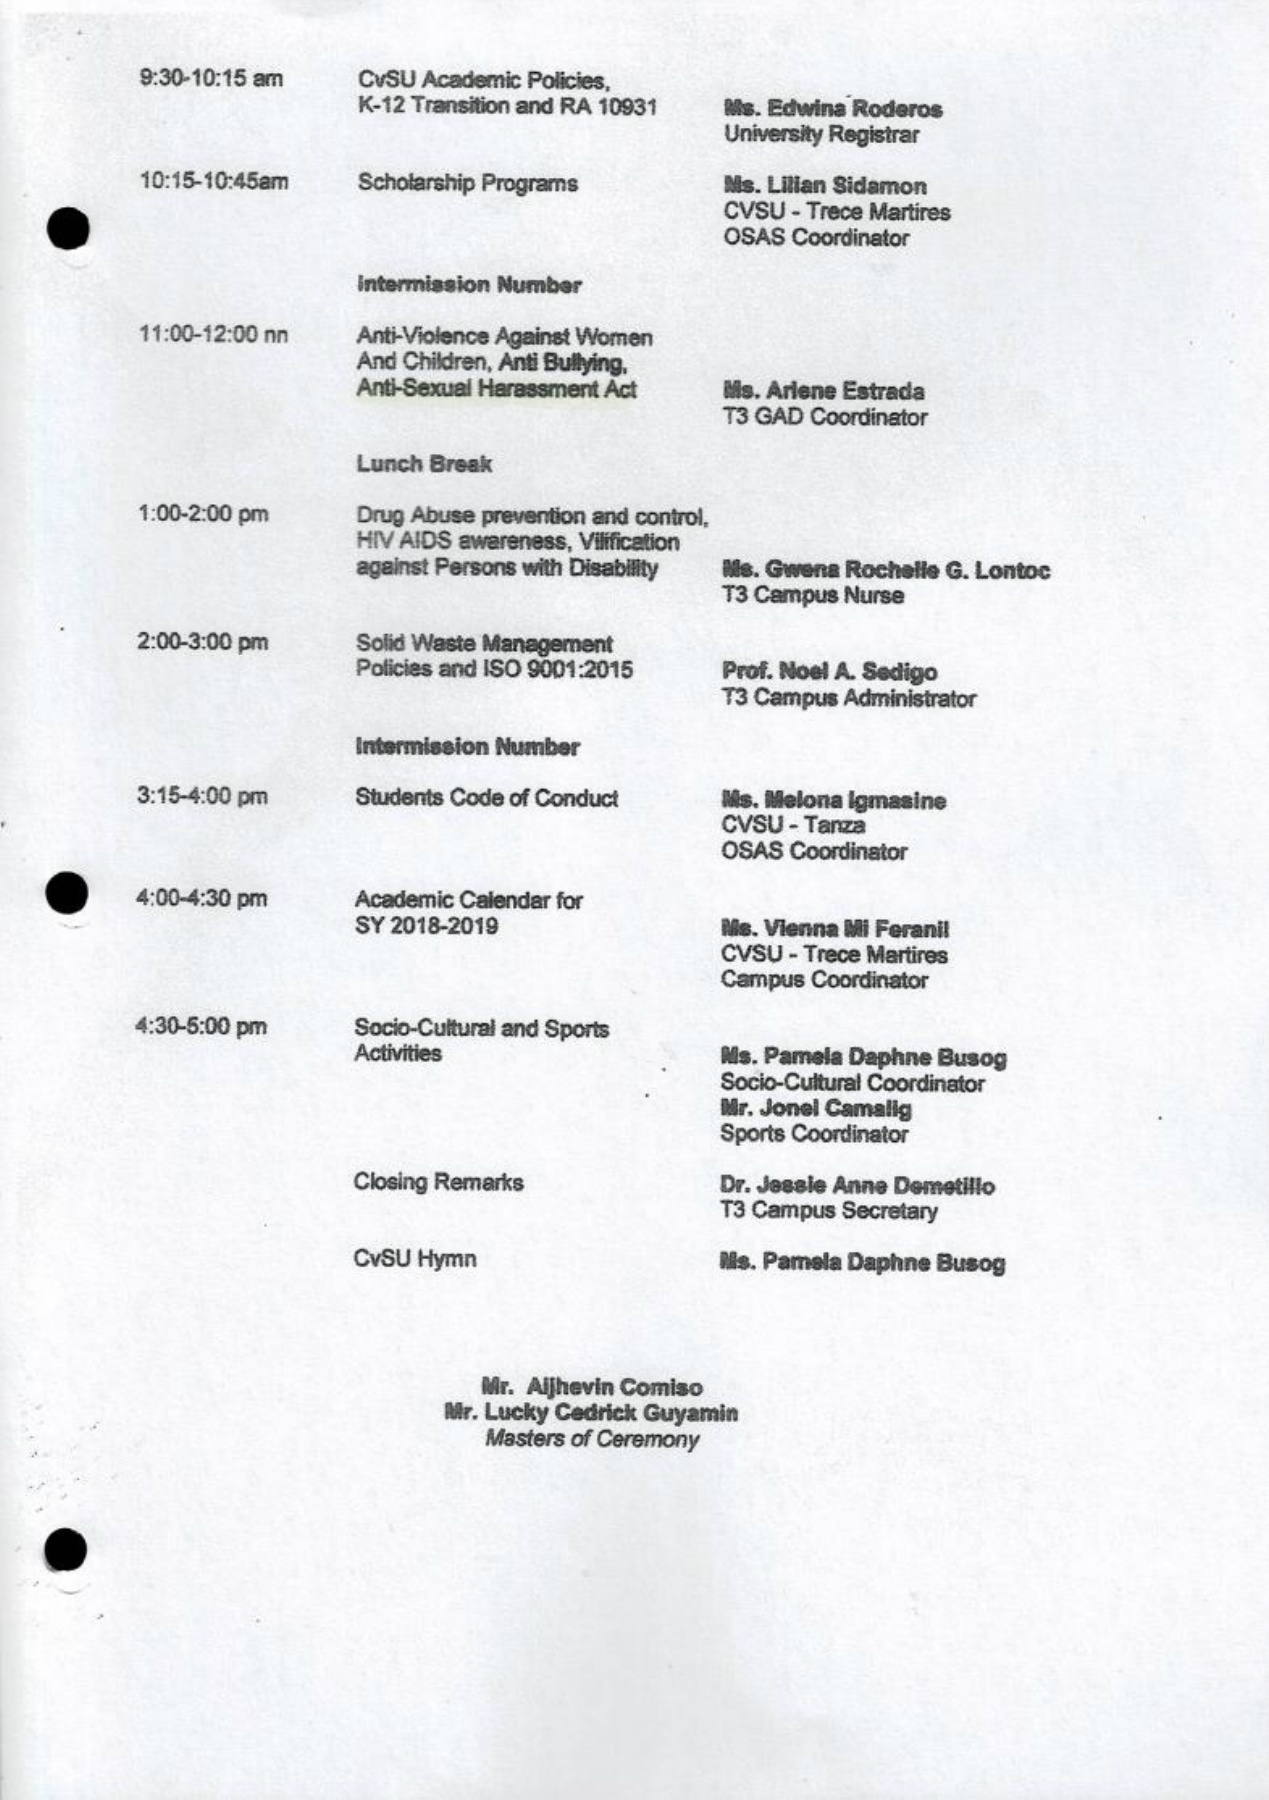 9:30-10:15 am CvSU Academic Policies,
K-12 Transition and RA 10931 Ms. Edwina Roderos
University Registrar
10:15-10:45am Scholarship Programs Ms. Lilian Sidamon
CVSU - Trece Martires
OSAS Coordinator
Intermission Number
11:00-12:00 nn Anti-Violence Against Women
And Children, Anti Bullying,
Anti-Sexual Harassment Act Ms. Arlene Estrada
T3 GAD Coordinator
Lunch Break
1:00-2:00 pm Drug Abuse prevention and control,
HIV AIDS awareness, Vilification
against Persons with Disability Ms. Gwena Rochelle G. Lontoc
T3 Campus Nurse
2:00-3:00 pm Solid Waste Management
Policies and ISO 9001:2015 Prof. Noel A. Sedigo
T3 Campus Administrator
Intermission Number
3:15-4:00 pm Students Code of Conduct Ms. Melona Igmasine
CVSU - Tanza
OSAS Coordinator
4:00-4:30 pm Academic Calendar for
SY 2018-2019 Ms. Vienna Mi Feranil
CVSU - Trece Martires
Campus Coordinator
4:30-5:00 pm Socio-Cultural and Sports
Activities Ms. Pamela Daphne Busog
Socio-Cultural Coordinator
Mr. Jonel Camalig
Sports Coordinator
Closing Remarks Dr. Jessie Anne Demetillo
T3 Campus Secretary
CvSU Hymn Ms. Pamela Daphne Busog
Mr. Aljhevin Comiso
Mr. Lucky Cedrick Guyamin
Masters of Ceremony